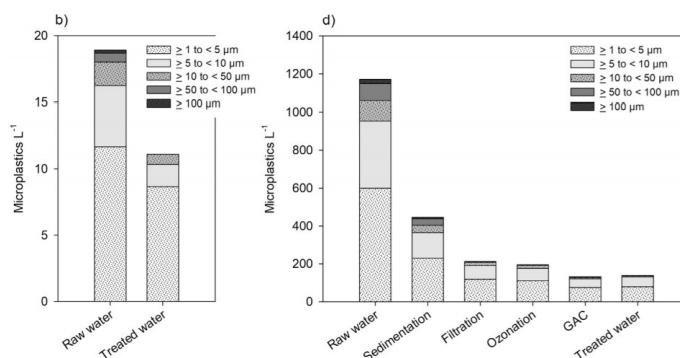 b)
20
15
10
5
0
Microplastics L⁻¹
≥ 1 to < 5 µm
≥ 5 to < 10 µm
≥ 10 to < 50 µm
≥ 50 to < 100 µm
≥ 100 µm
Raw water
Treated water
d)
1400
1200
1000
800
600
400
200
0
Microplastics L⁻¹
≥ 1 to < 5 µm
≥ 5 to < 10 µm
≥ 10 to < 50 µm
≥ 50 to < 100 µm
≥ 100 µm
Raw water
Sedimentation
Filtration
Ozonation
GAC
Treated water